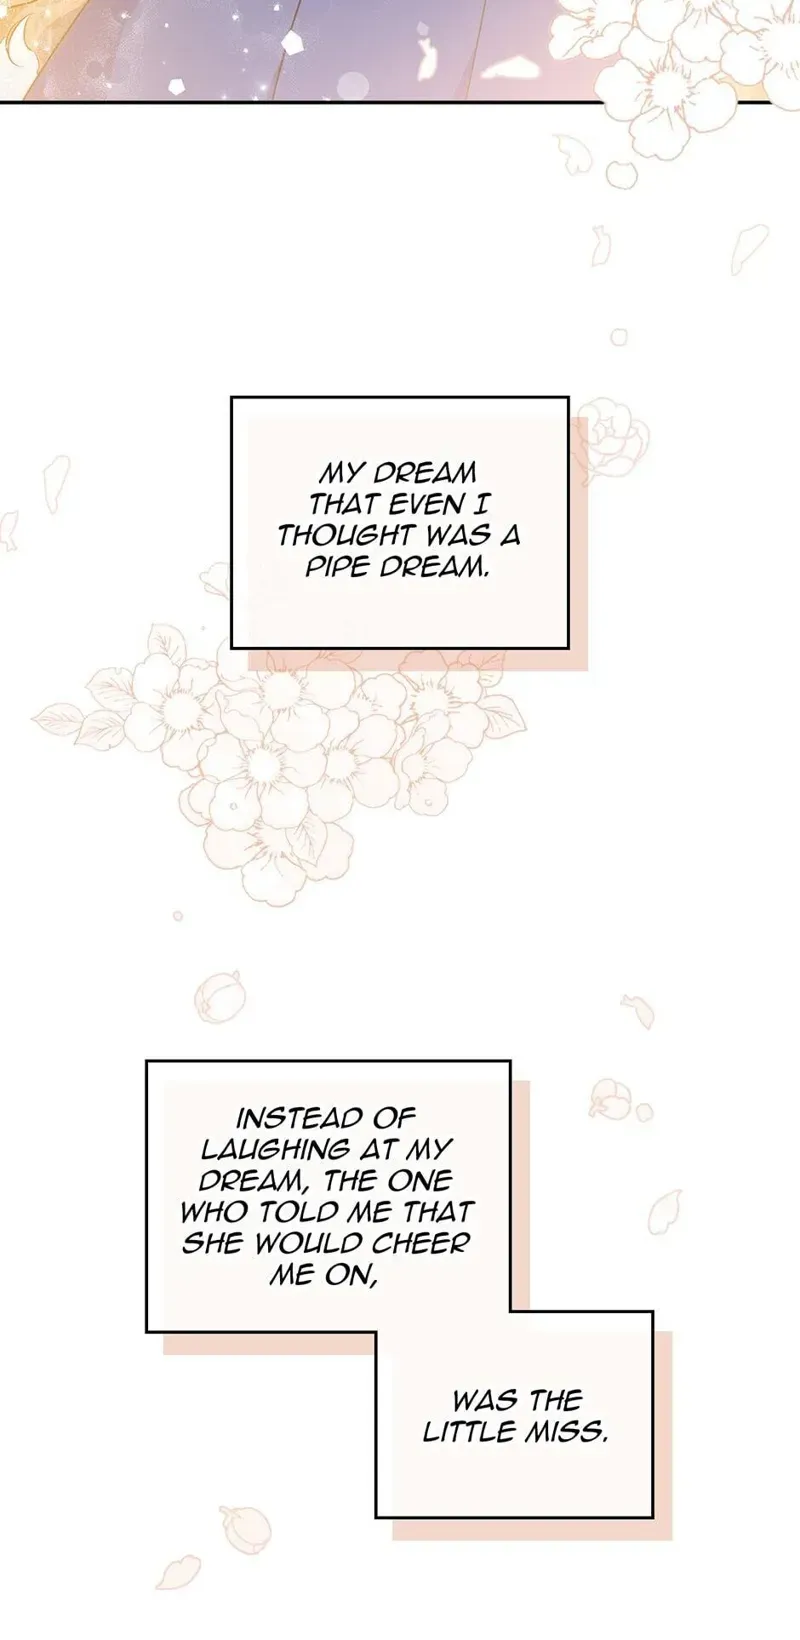 MY DREAM
THAT EVEN I
THOUGHT WAS A
PIPE DREAM.
INSTEAD OF
LAUGHING AT MY
DREAM, THE ONE
WHO TOLD ME THAT
SHE WOULD CHEER
ME ON,
WAS THE
LITTLE MISS.